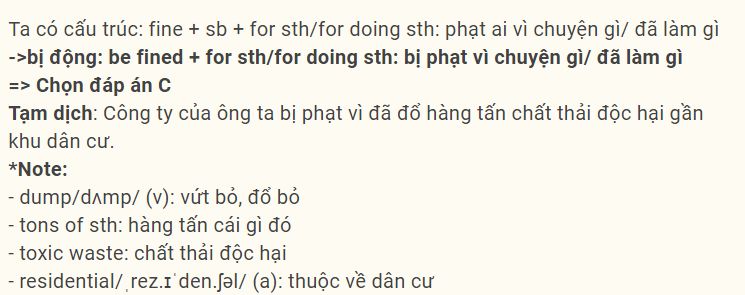 Ta có cấu trúc: fine + sb + for sth/for doing sth: phạt ai vì chuyện gì/ đã làm gì
->bị động: be fined + for sth/for doing sth: bị phạt vì chuyện gì/ đã làm gì
=> Chọn đáp án C
Tạm dịch: Công ty của ông ta bị phạt vì đã đổ hàng tấn chất thải độc hại gần
khu dân cư.
*Note:
- dump/dʌmp/ (v): vứt bỏ, đổ bỏ
- tons of sth: hàng tấn cái gì đó
- toxic waste: chất thải độc hại
- residential/ˌrez.ɪˈden.ʃəl/ (a): thuộc về dân cư